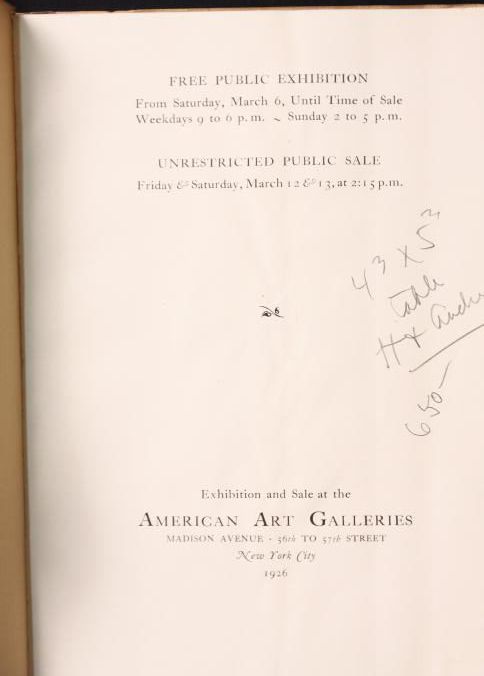 FREE PUBLIC EXHIBITION
From Saturday, March 6, Until Time of Sale
Weekdays 9 to 6 p.m. ~ Sunday 2 to 5 p.m.
UNRESTRICTED PUBLIC SALE
Friday & Saturday, March 12 & 13, at 2:15 p.m.
4³ X 5³
table
H +
650-
Exhibition and Sale at the
AMERICAN ART GALLERIES
MADISON AVENUE · 56th TO 57th STREET
New York City
1926